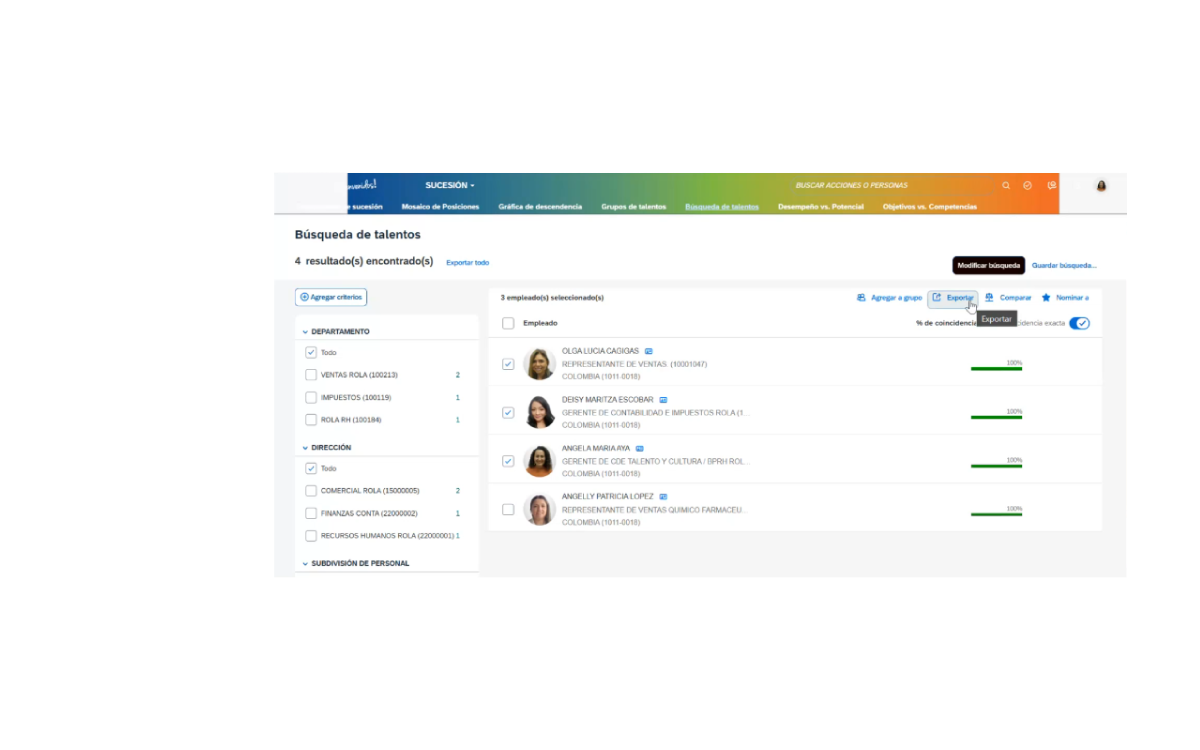 SUCESIÓN
BUSCAR ACCIONES O PERSONAS
sucesión Mosaico de Posiciones Gráfica de descendencia Grupos de talentos Búsqueda de talentos Desempeño vs. Potencial Objetivos vs. Competencias
Búsqueda de talentos
4 resultado(s) encontrado(s) Exportar todo
Modificar búsqueda Guardar búsqueda...
Agregar criterios
DEPARTAMENTO
Todo
VENTAS ROLA (100213) 2
IMPUESTOS (100119) 1
ROLA RH (100184) 1
DIRECCIÓN
Todo
COMERCIAL ROLA (15000005) 2
FINANZAS CONTA (22000002) 1
RECURSOS HUMANOS ROLA (22000001) 1
SUBDIVISIÓN DE PERSONAL
3 empleado(s) seleccionado(s) Agregar a grupo Exportar Comparar Nominar a
Empleado % de coincidencia exacta
Exportar
OLGA LUCIA CAGIGAS
REPRESENTANTE DE VENTAS. (10001047) 100%
COLOMBIA (1011-0018)
DEISY MARITZA ESCOBAR
GERENTE DE CONTABILIDAD E IMPUESTOS ROLA (1... 100%
COLOMBIA (1011-0018)
ANGELA MARIA AYA
GERENTE DE CDE TALENTO Y CULTURA / BPRH ROL... 100%
COLOMBIA (1011-0018)
ANGELLY PATRICIA LOPEZ
REPRESENTANTE DE VENTAS QUIMICO FARMACEU... 100%
COLOMBIA (1011-0018)